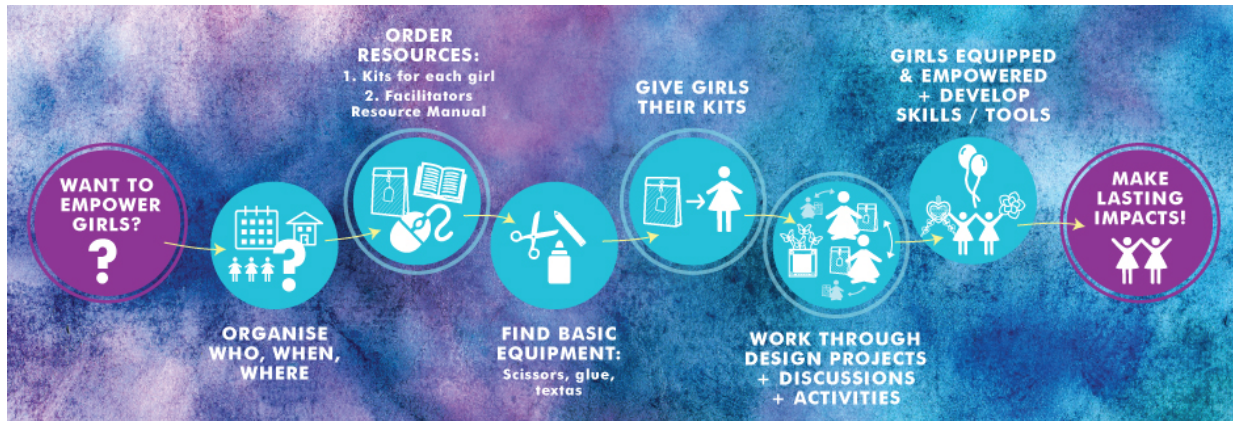 WANT TO
EMPOWER
GIRLS?
?
?
ORGANISE
WHO, WHEN,
WHERE
ORDER
RESOURCES:
1. Kits for each girl
2. Facilitators
Resource Manual
FIND BASIC
EQUIPMENT:
Scissors, glue,
textas
GIVE GIRLS
THEIR KITS
WORK THROUGH
DESIGN PROJECTS
+ DISCUSSIONS
+ ACTIVITIES
GIRLS EQUIPPED
& EMPOWERED
+ DEVELOP
SKILLS / TOOLS
MAKE
LASTING
IMPACTS!